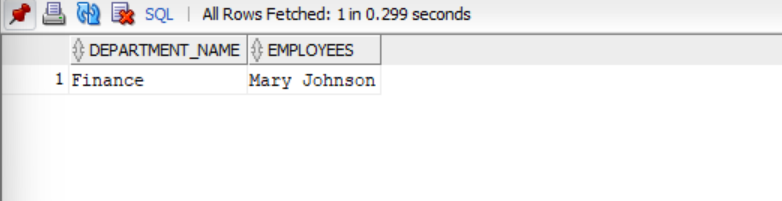 SQL | All Rows Fetched: 1 in 0.299 seconds
DEPARTMENT_NAME EMPLOYEES
1 Finance Mary Johnson